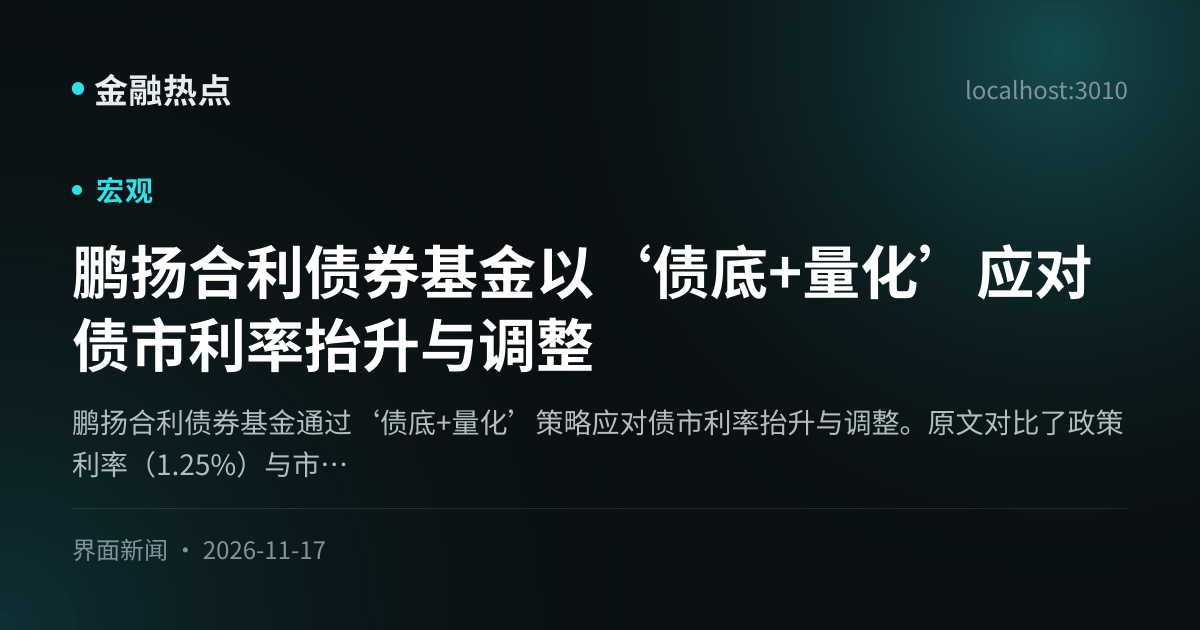 金融热点
localhost:3010
宏观
鹏扬合利债券基金以‘债底+量化’应对
债市利率抬升与调整
鹏扬合利债券基金通过‘债底+量化’策略应对债市利率抬升与调整。原文对比了政策
利率（1.25%）与市…
界面新闻 • 2026-11-17